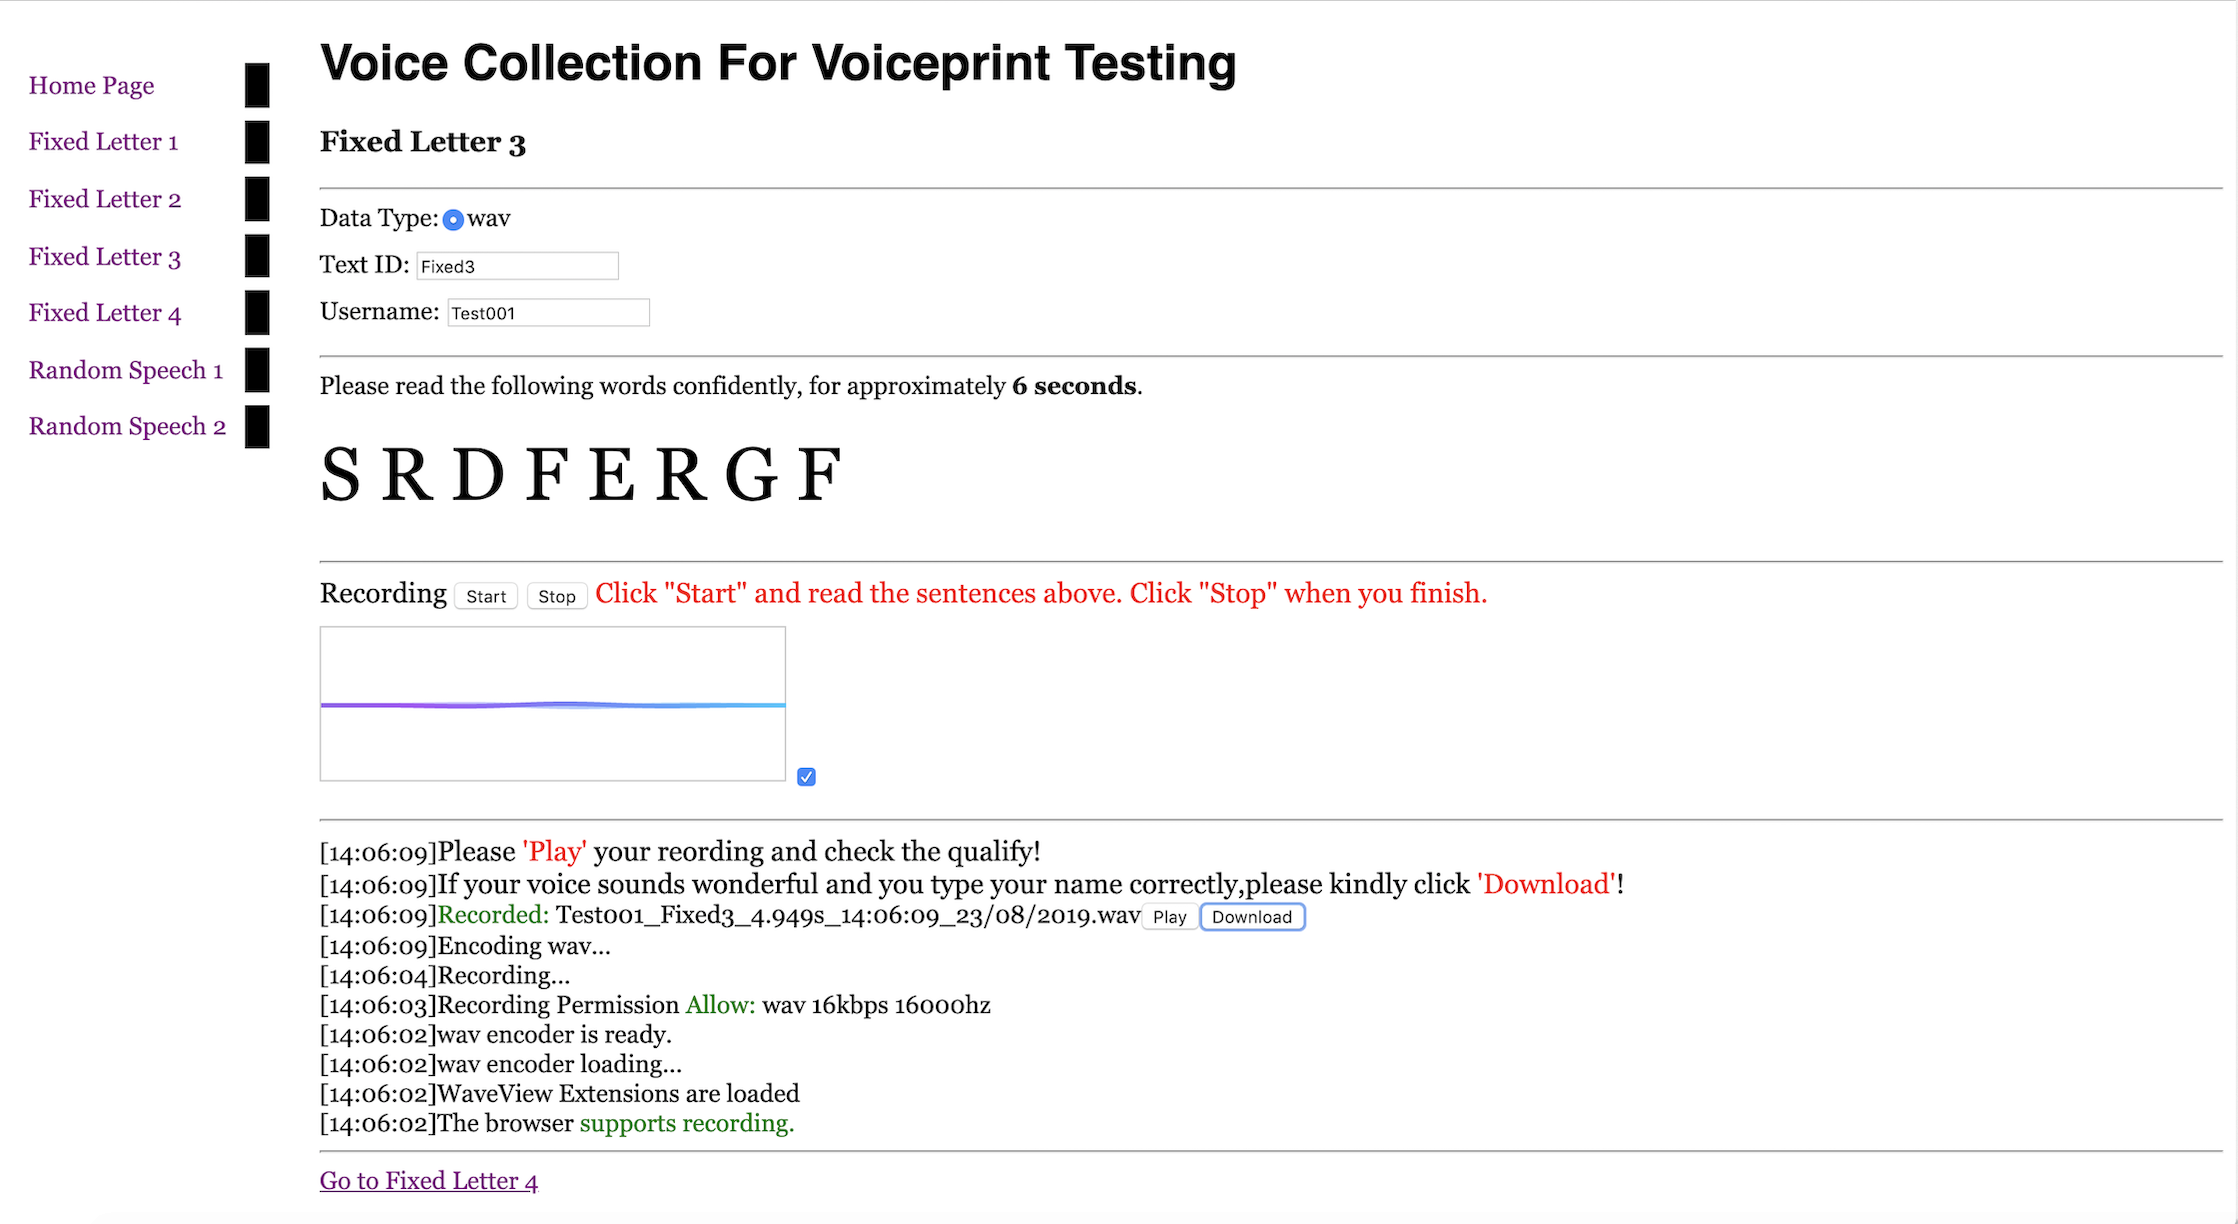 Voice Collection For Voiceprint Testing
Home Page
Fixed Letter 1
Fixed Letter 2
Fixed Letter 3
Fixed Letter 4
Random Speech 1
Random Speech 2
Fixed Letter 3
Data Type: wav
Text ID: Fixed3
Username: Test001
Please read the following words confidently, for approximately 6 seconds.
S R D F E R G F
Recording Start Stop Click "Start" and read the sentences above. Click "Stop" when you finish.
[14:06:09]Please 'Play' your reording and check the qualify!
[14:06:09]If your voice sounds wonderful and you type your name correctly,please kindly click 'Download'!
[14:06:09]Recorded: Test001_Fixed3_4.949s_14:06:09_23/08/2019.wav Play Download
[14:06:09]Encoding wav...
[14:06:04]Recording...
[14:06:03]Recording Permission Allow: wav 16kbps 16000hz
[14:06:02]wav encoder is ready.
[14:06:02]wav encoder loading...
[14:06:02]WaveView Extensions are loaded
[14:06:02]The browser supports recording.
Go to Fixed Letter 4